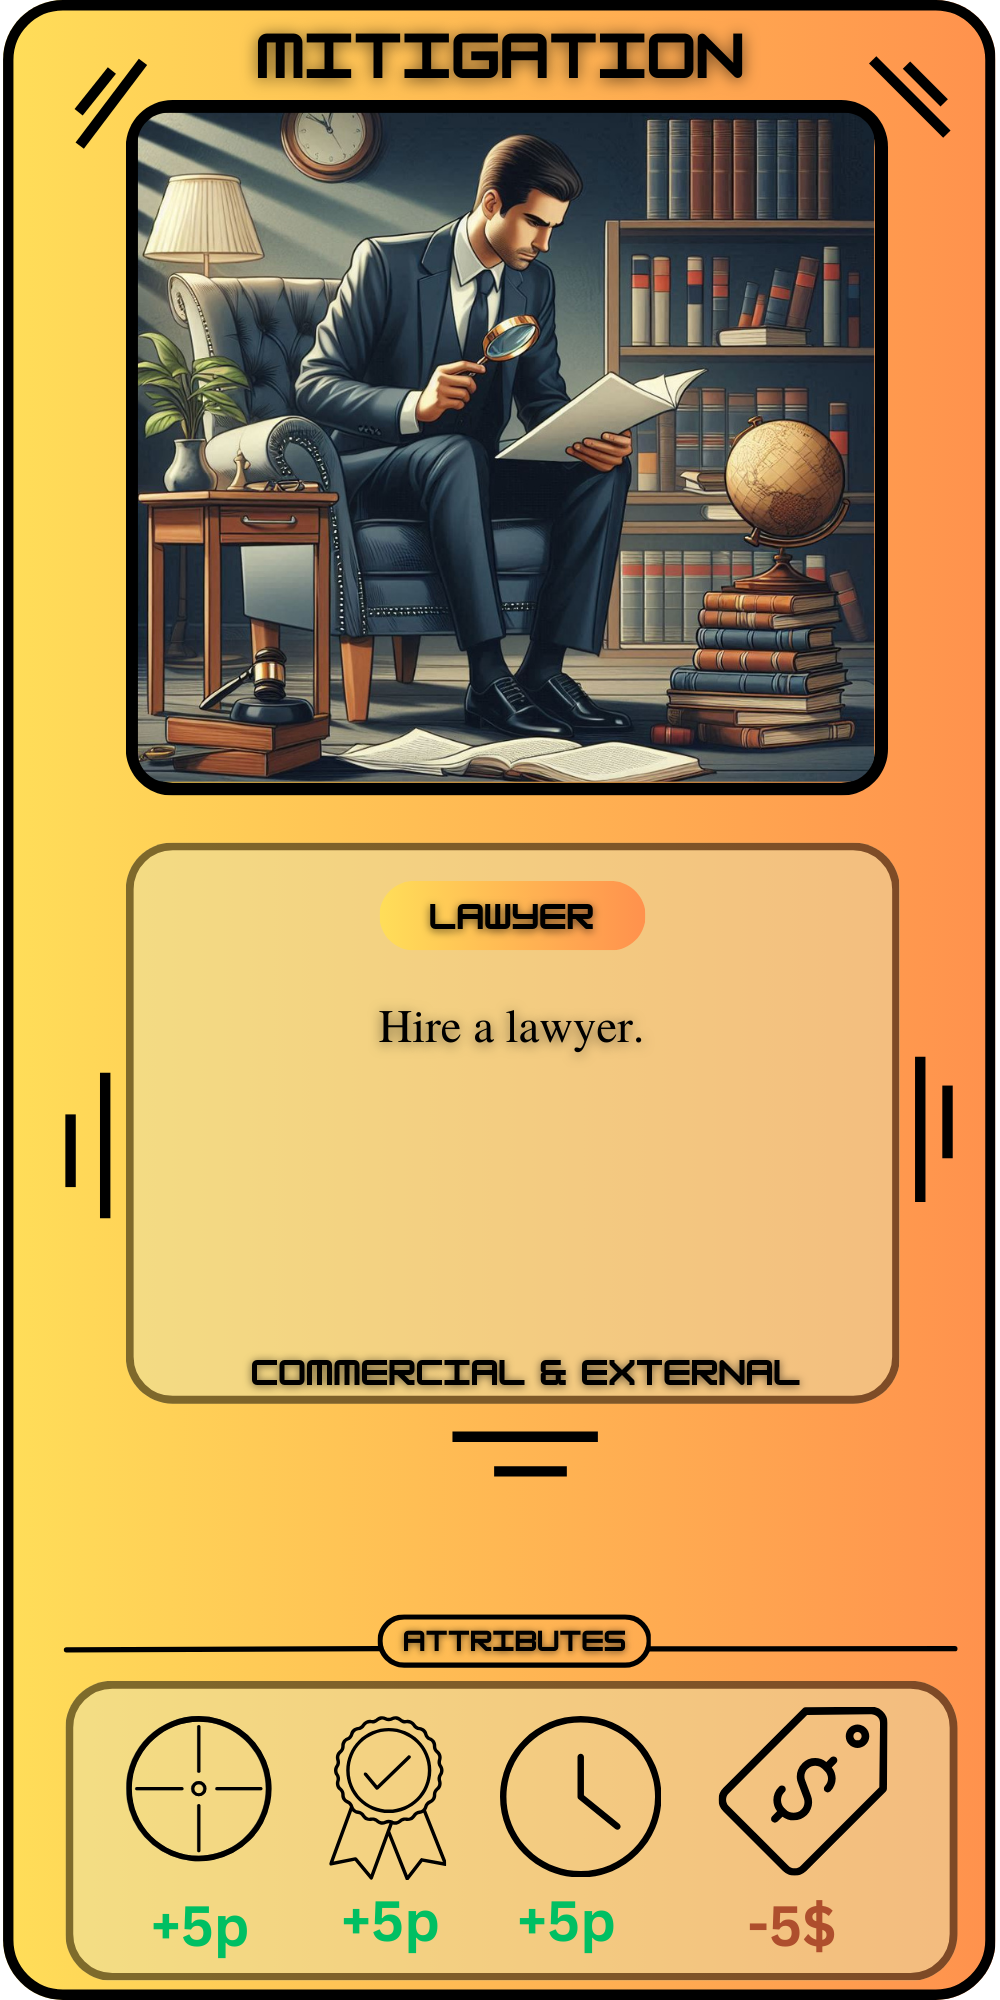 MITIGATION
LAWYER
Hire a lawyer.
COMMERCIAL & EXTERNAL
ATTRIBUTES
+5p +5p +5p -5$